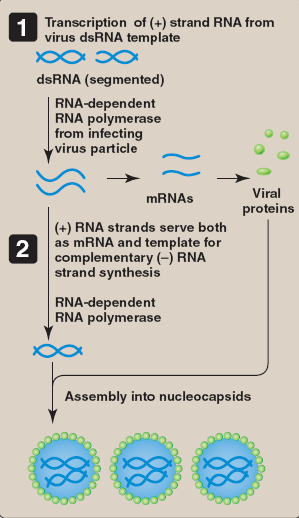 1
Transcription of (+) strand RNA from
virus dsRNA template
dsRNA (segmented)
RNA-dependent
RNA polymerase
from infecting
virus particle
mRNAs
Viral
proteins
2
(+) RNA strands serve both
as mRNA and template for
complementary (–) RNA
strand synthesis
RNA-dependent
RNA polymerase
Assembly into nucleocapsids